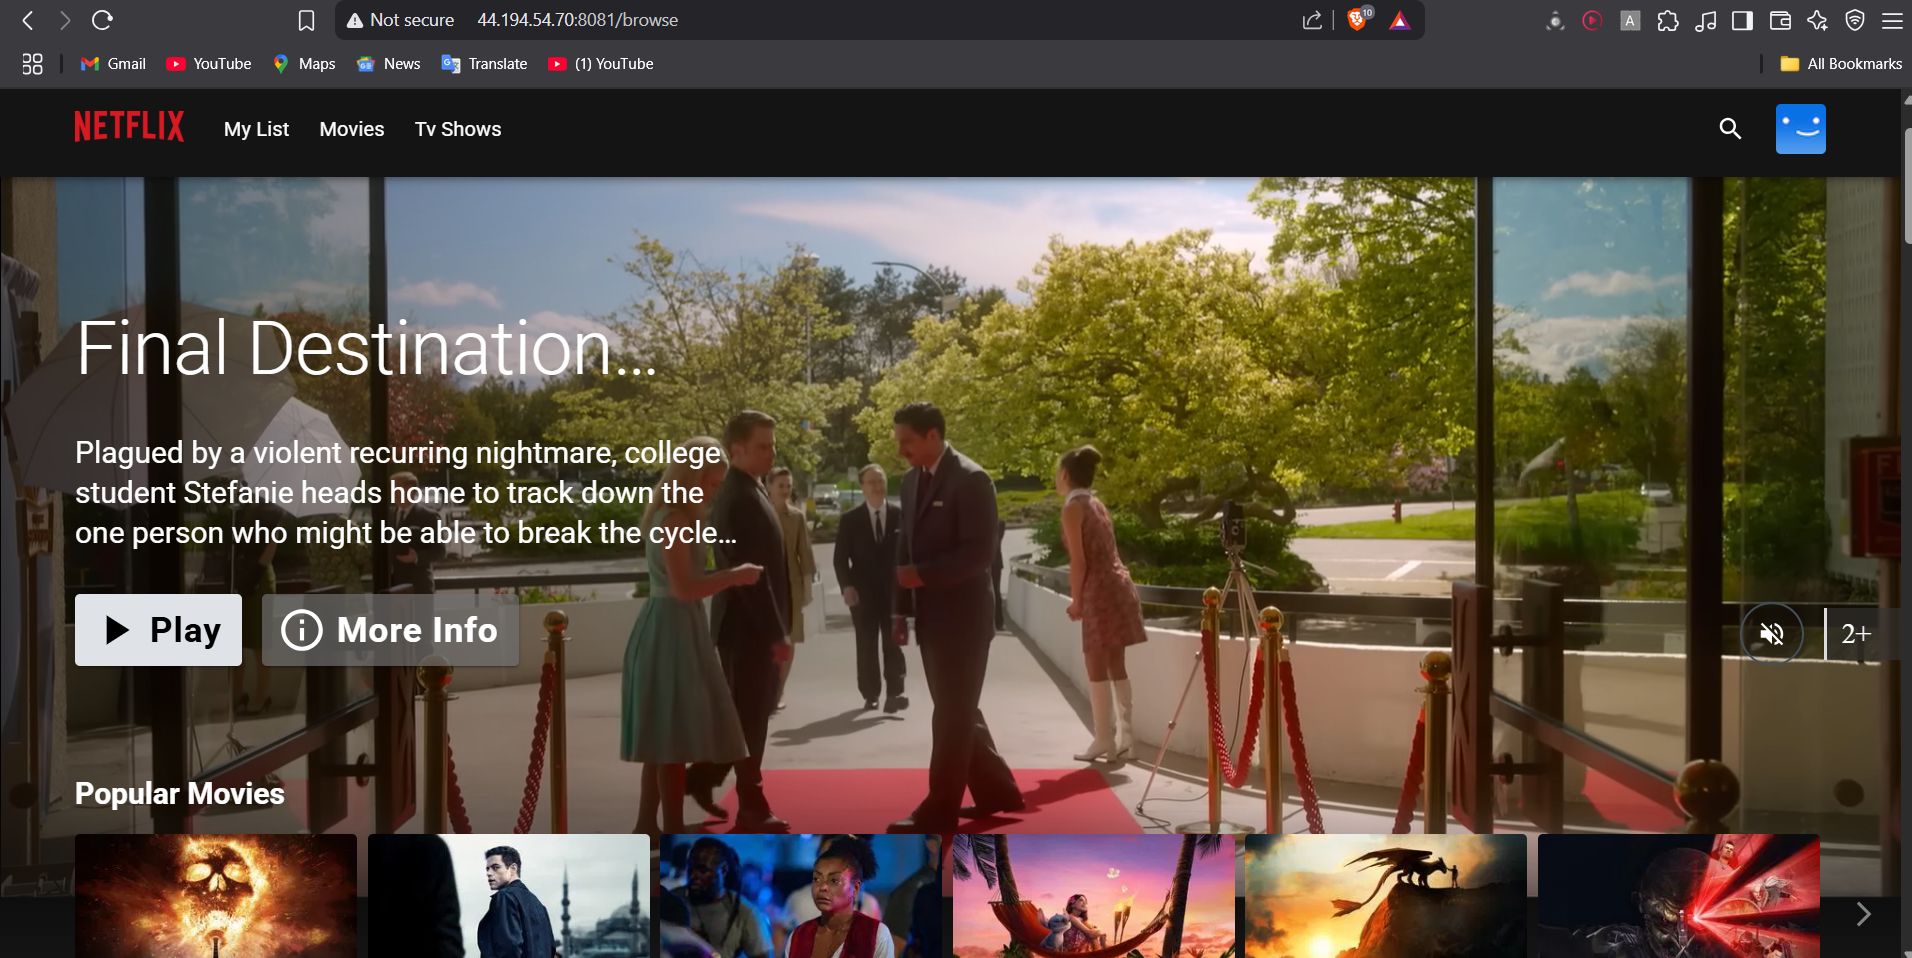 Not secure 44.194.54.70:8081/browse
10
A
Gmail YouTube Maps News Translate (1) YouTube All Bookmarks
NETFLIX My List Movies Tv Shows
Final Destination...
Plagued by a violent recurring nightmare, college
student Stefanie heads home to track down the
one person who might be able to break the cycle...
Play More Info
2+
Popular Movies